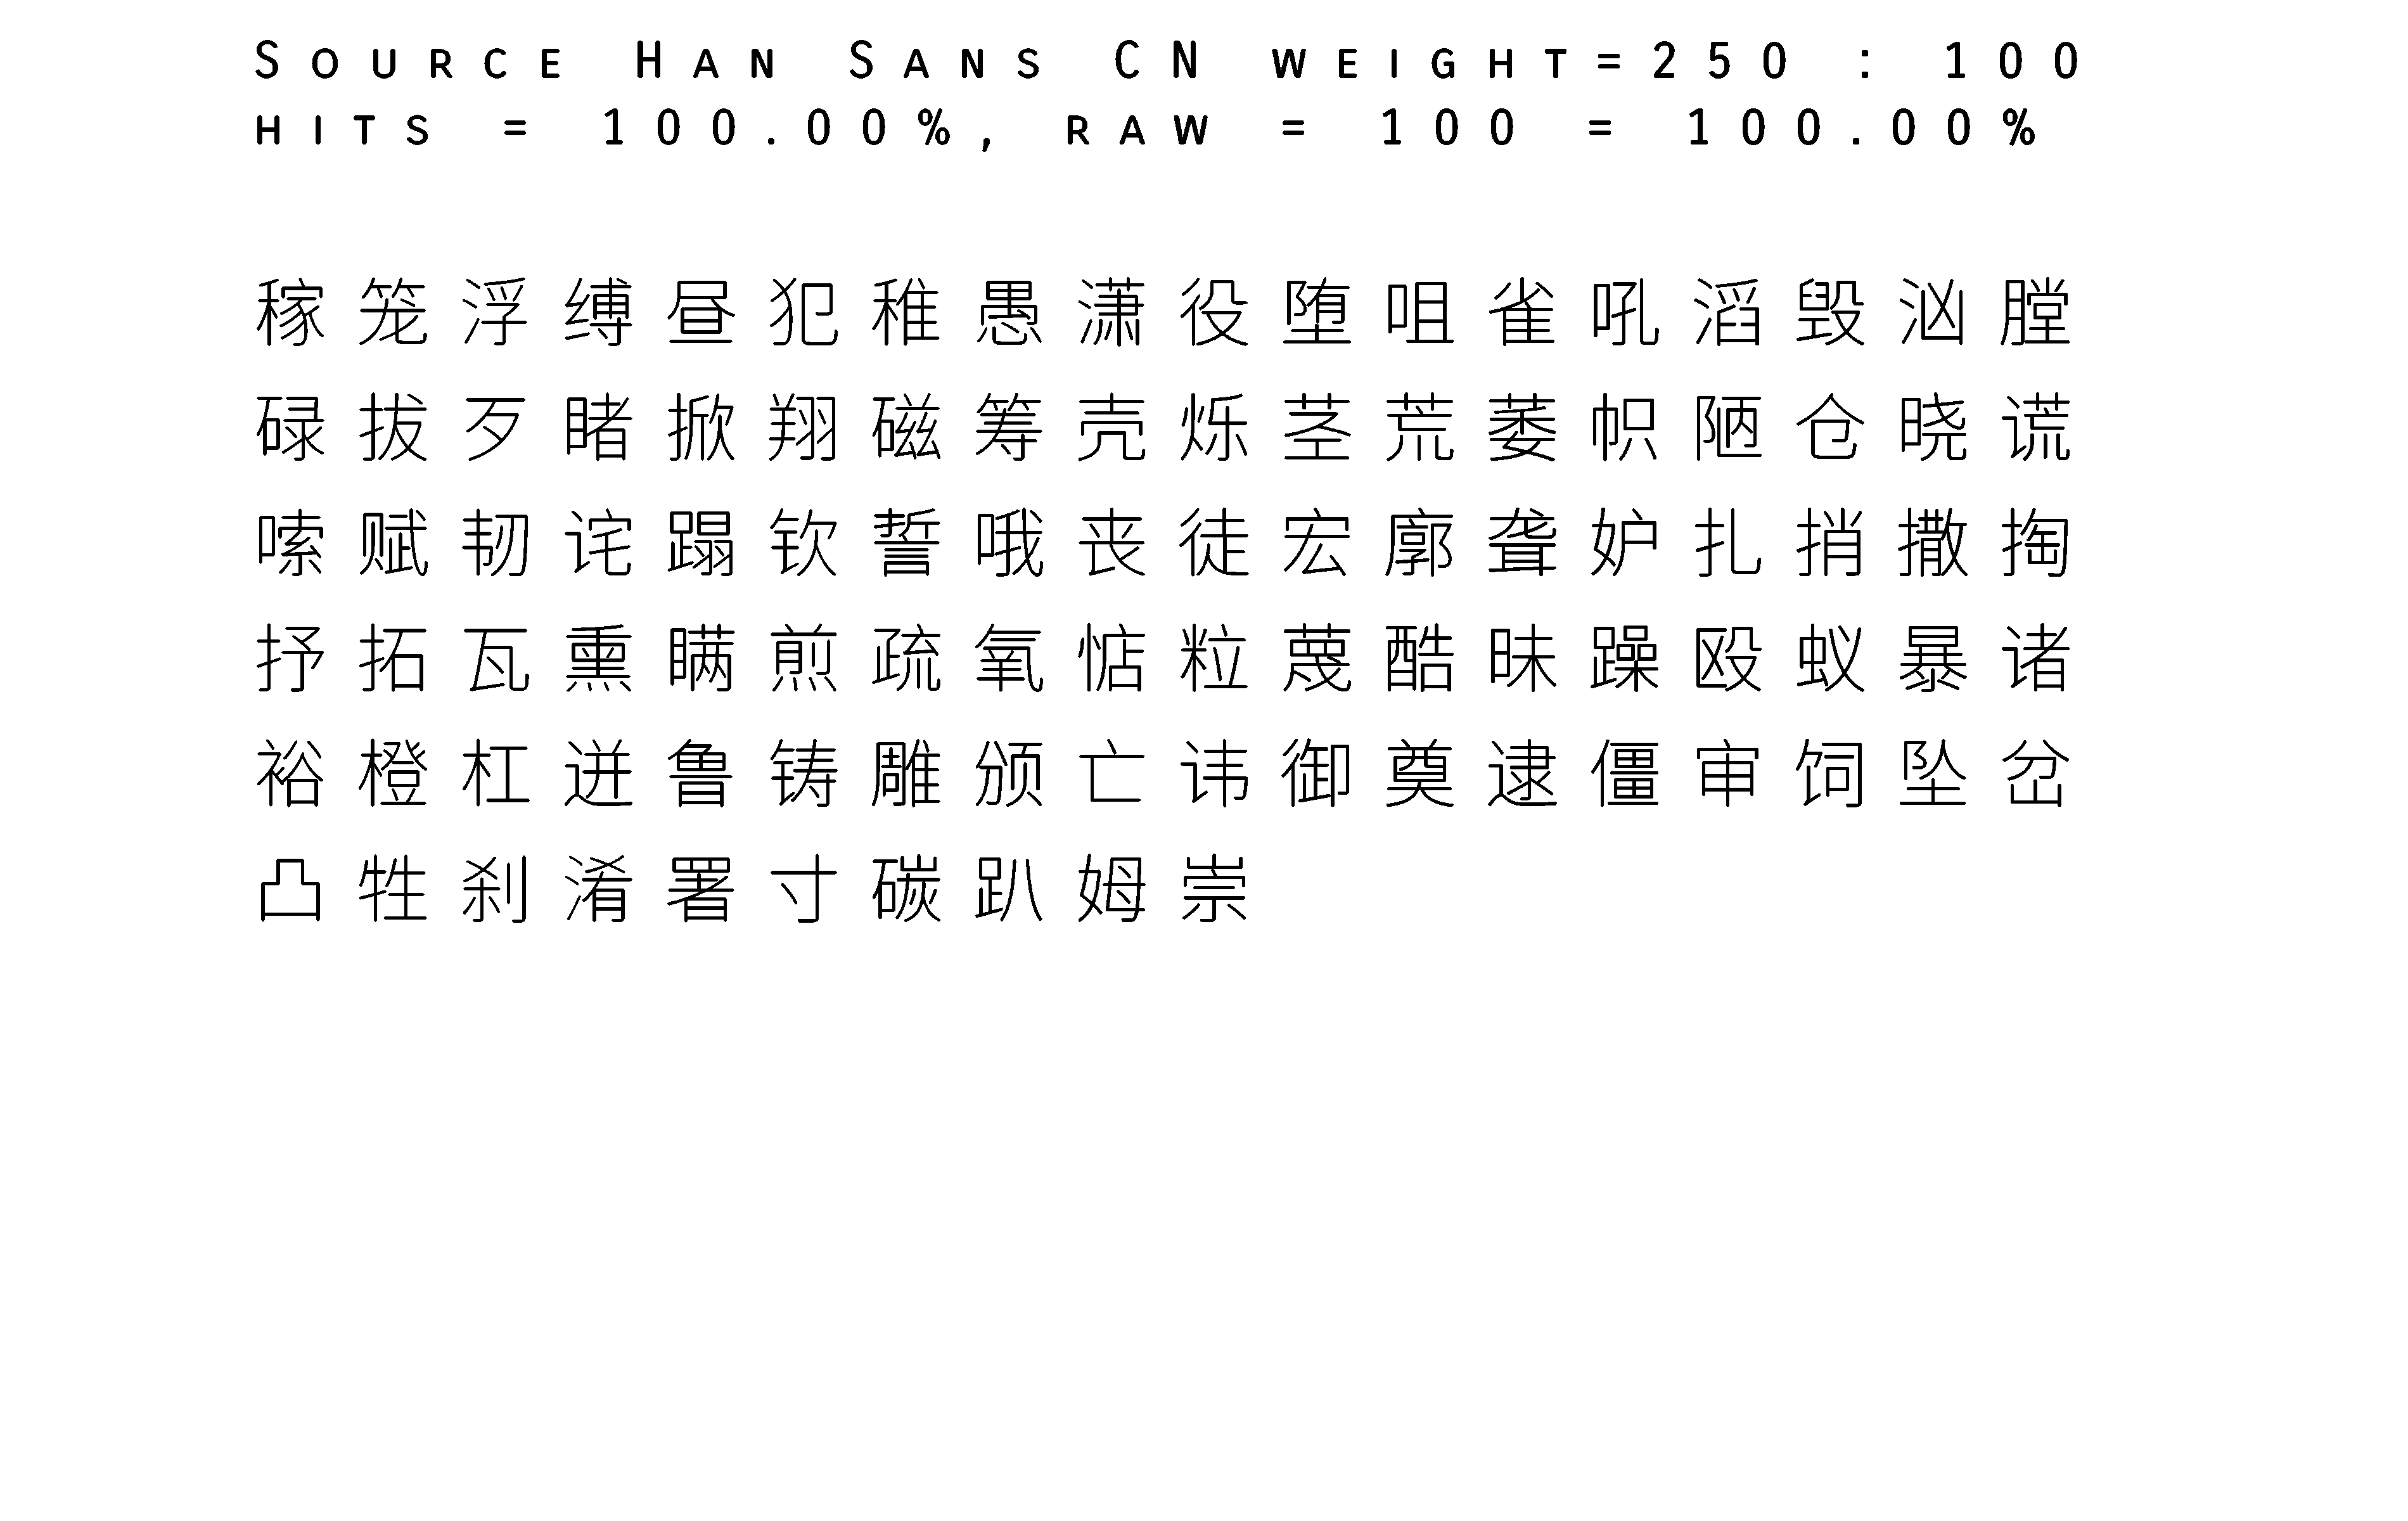 Source Han Sans CN weight=250 : 100
hits = 100.00%, raw = 100 = 100.00%
稼笼浮缚昼犯稚愚潇役堕咀雀吼滔毁汹膛
碌拔歹睹掀翔磁筹壳烁茎荒萎帜陋仓晓谎
嗦赋韧诧蹋钦誓哦丧徒宏廓聋妒扎捎撒掏
抒拓瓦熏瞒煎疏氧惦粒蔑酷昧躁殴蚁暴诸
裕橙杠迸鲁铸雕颁亡讳御奠逮僵审饲坠岔
凸牲刹淆署寸碳趴姆崇